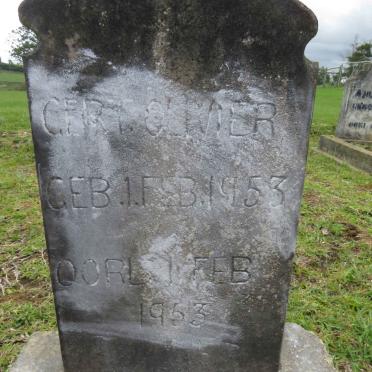 GERT. OLIVIER
GEB. 1. FEB. 1953
OORL. 1. FEB
1953